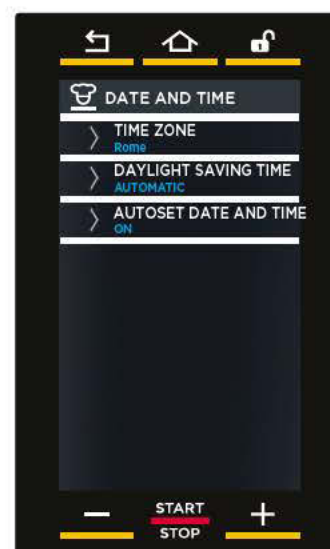 DATE AND TIME
TIME ZONE
Rome
DAYLIGHT SAVING TIME
AUTOMATIC
AUTOSET DATE AND TIME
ON
START
STOP